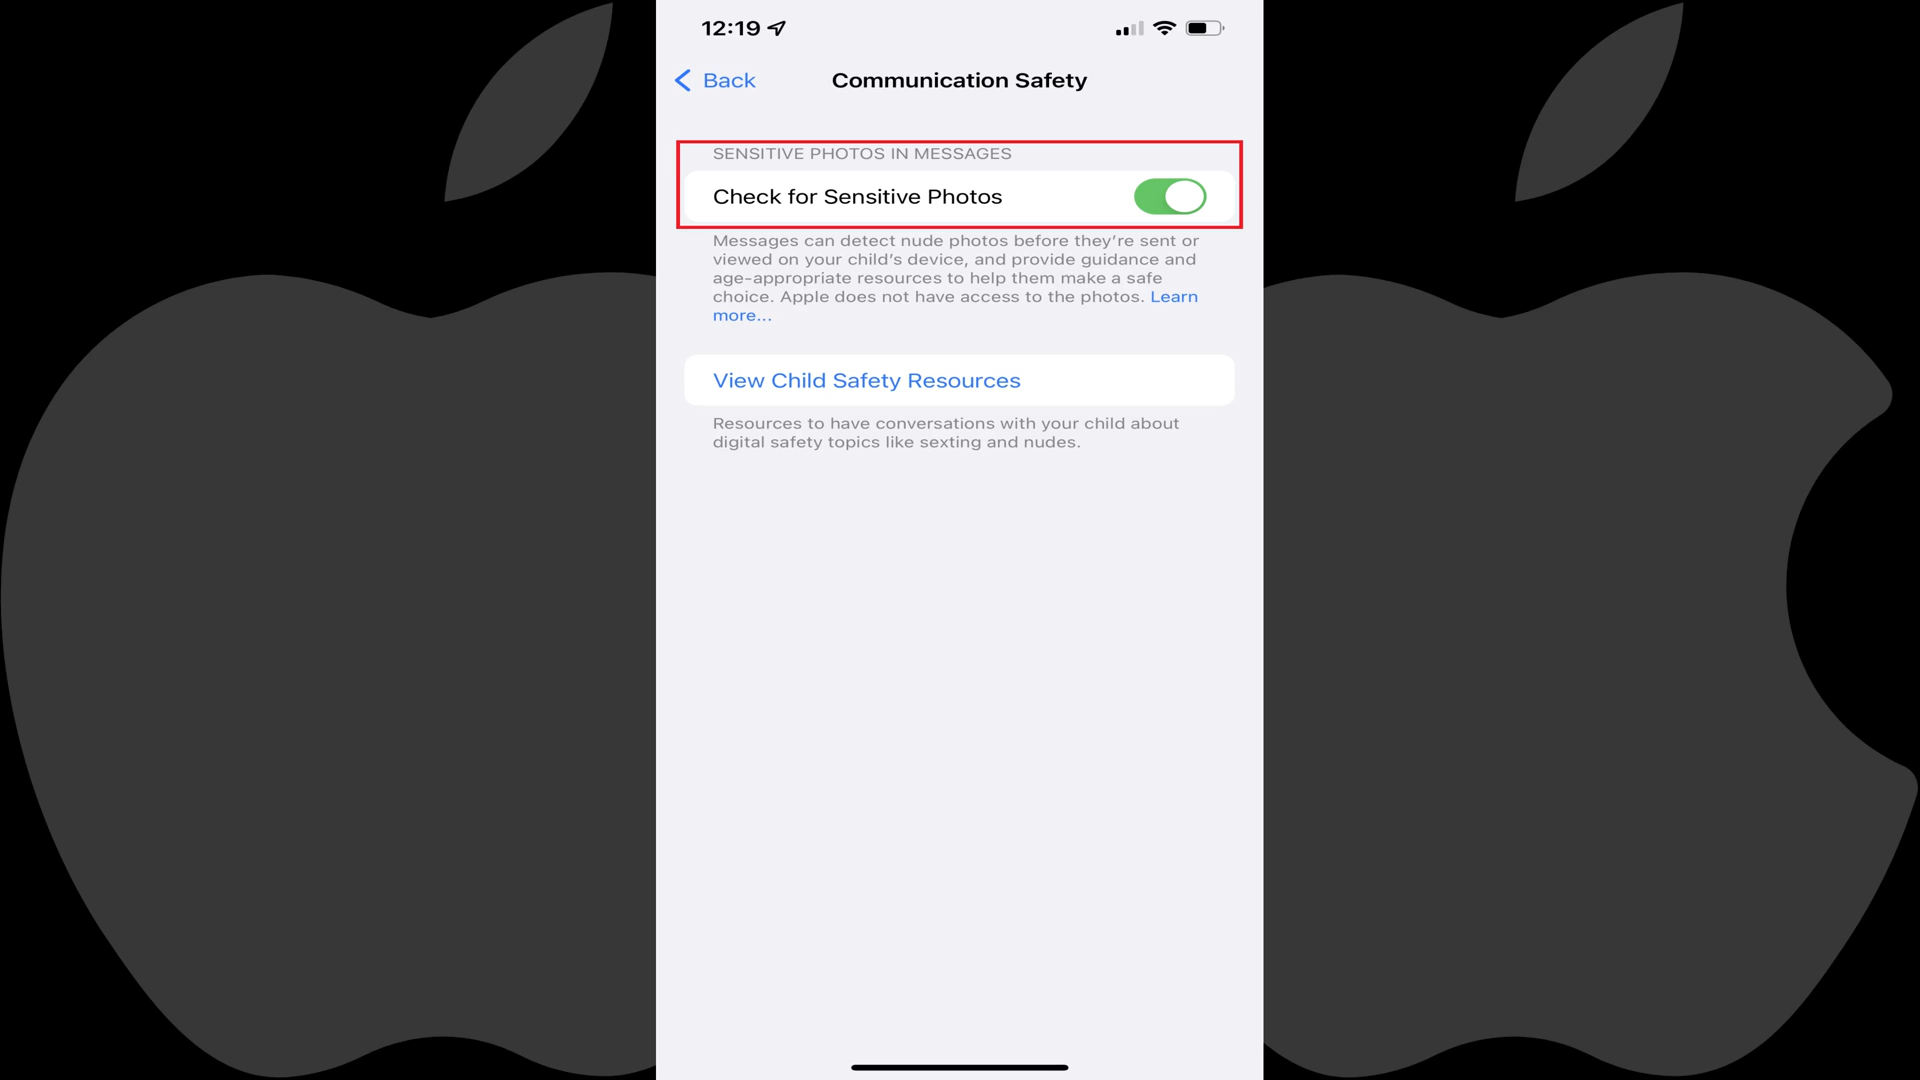 12:19
Back
Communication Safety
SENSITIVE PHOTOS IN MESSAGES
Check for Sensitive Photos
Messages can detect nude photos before they’re sent or
viewed on your child’s device, and provide guidance and
age-appropriate resources to help them make a safe
choice. Apple does not have access to the photos. Learn
more...
View Child Safety Resources
Resources to have conversations with your child about
digital safety topics like sexting and nudes.